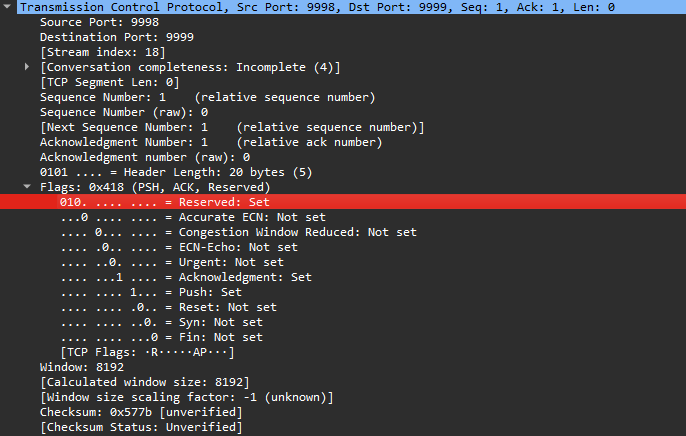 Transmission Control Protocol, Src Port: 9998, Dst Port: 9999, Seq: 1, Ack: 1, Len: 0
Source Port: 9998
Destination Port: 9999
[Stream index: 18]
[Conversation completeness: Incomplete (4)]
[TCP Segment Len: 0]
Sequence Number: 1    (relative sequence number)
Sequence Number (raw): 0
[Next Sequence Number: 1    (relative sequence number)]
Acknowledgment Number: 1    (relative ack number)
Acknowledgment number (raw): 0
0101 .... = Header Length: 20 bytes (5)
Flags: 0x418 (PSH, ACK, Reserved)
010. .... .... = Reserved: Set
...0 .... .... = Accurate ECN: Not set
.... 0... .... = Congestion Window Reduced: Not set
.... .0.. .... = ECN-Echo: Not set
.... ..0. .... = Urgent: Not set
.... ...1 .... = Acknowledgment: Set
.... .... 1... = Push: Set
.... .... .0.. = Reset: Not set
.... .... ..0. = Syn: Not set
.... .... ...0 = Fin: Not set
[TCP Flags: ·R·····AP···]
Window: 8192
[Calculated window size: 8192]
[Window size scaling factor: -1 (unknown)]
Checksum: 0x577b [unverified]
[Checksum Status: Unverified]